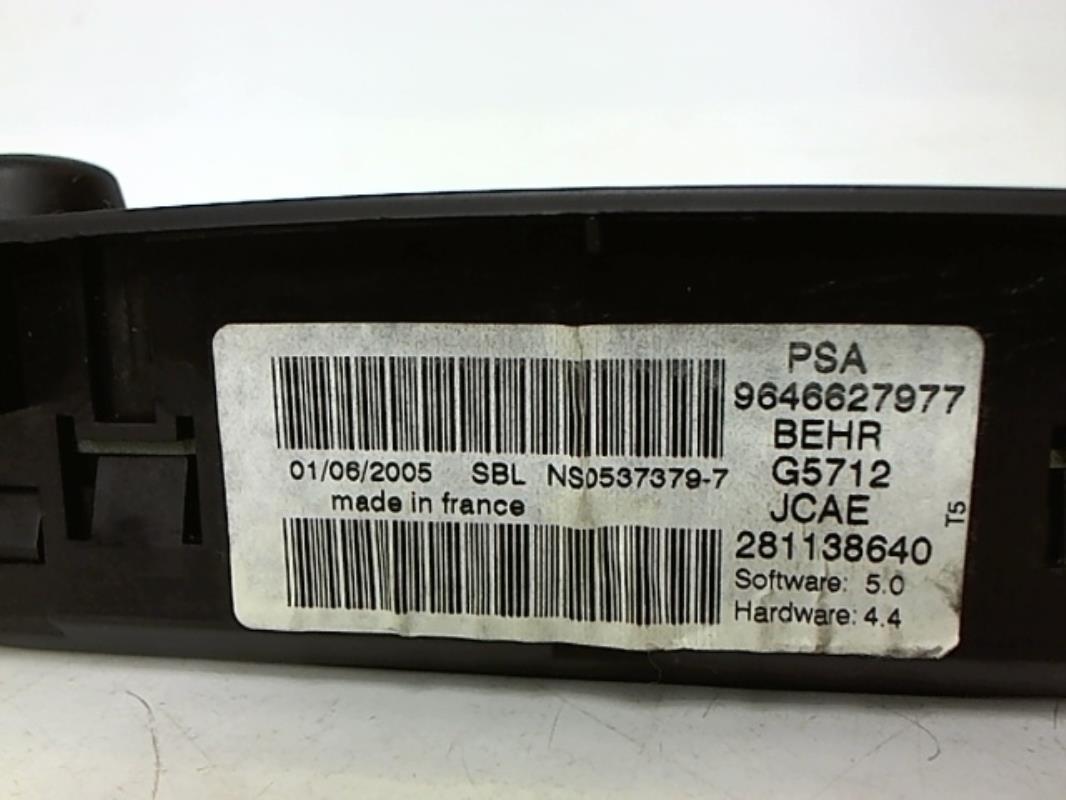 PSA
9646627977
BEHR
G5712
JCAE
281138640
Software: 5.0
Hardware: 4.4
T5
01/06/2005 SBL NS0537379-7
made in france